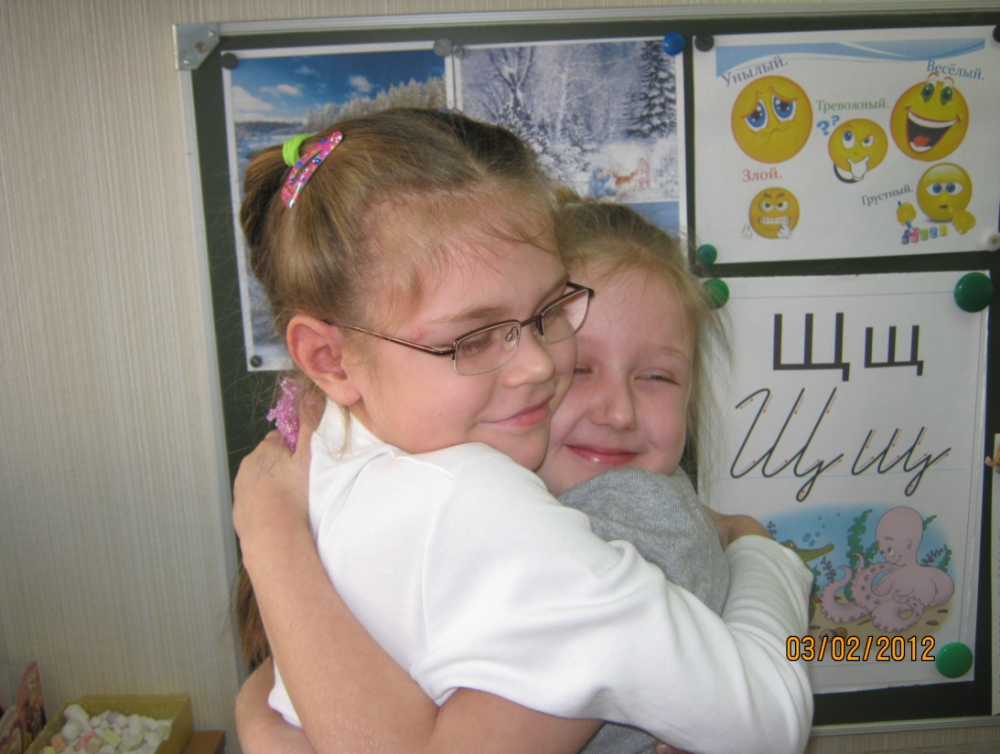 Унылый.
Весёлый.
Тревожный.
??
Злой.
Грустный.
Щ щ
Щ щ
03/02/2012